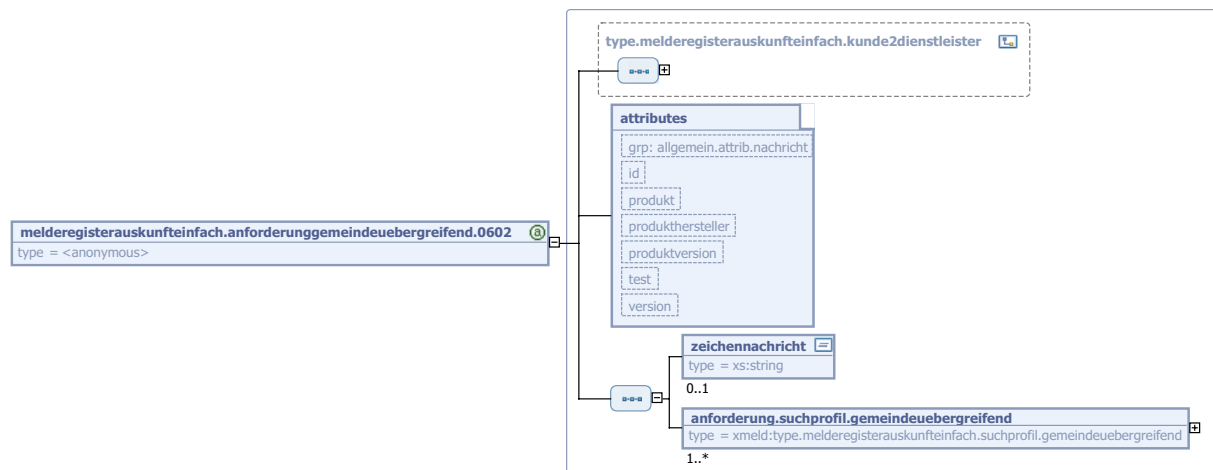 type.melderegisterauskunfteinfach.kunde2dienstleister
attributes
grp: allgemein.attrib.nachricht
id
produkt
produkthersteller
produktversion
test
version
melderegisterauskunfteinfach.anforderunggemeindeuebergreifend.0602
type = <anonymous>
zeichennachricht
type = xs:string
0..1
anforderung.suchprofil.gemeindeuebergreifend
type = xmeld:type.melderegisterauskunfteinfach.suchprofil.gemeindeuebergreifend
1..*